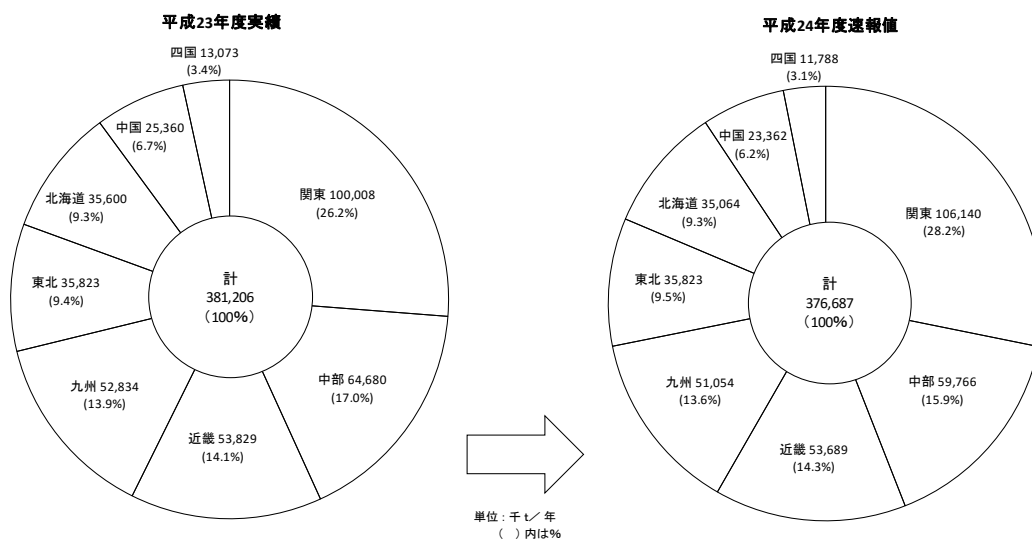 平成23年度実績
四国 13,073
(3.4%)
中国 25,360
(6.7%)
北海道 35,600
(9.3%)
東北 35,823
(9.4%)
九州 52,834
(13.9%)
近畿 53,829
(14.1%)
中部 64,680
(17.0%)
関東 100,008
(26.2%)
計
381,206
(100%)
単位 : 千 t／ 年
(　) 内は%
平成24年度速報値
四国 11,788
(3.1%)
中国 23,362
(6.2%)
北海道 35,064
(9.3%)
東北 35,823
(9.5%)
九州 51,054
(13.6%)
近畿 53,689
(14.3%)
中部 59,766
(15.9%)
関東 106,140
(28.2%)
計
376,687
(100%)